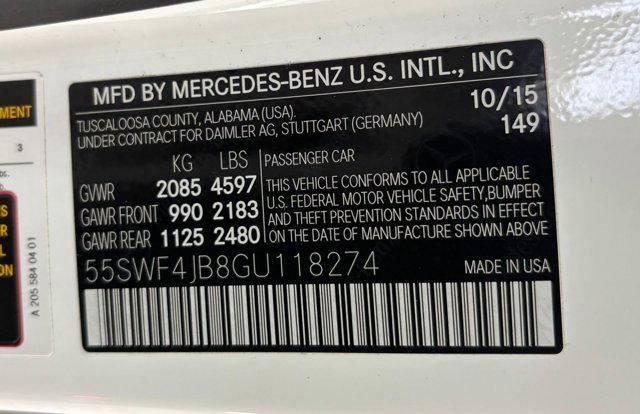 MFD BY MERCEDES-BENZ U.S. INTL., INC
TUSCALOOSA COUNTY, ALABAMA (USA). 10/15
UNDER CONTRACT FOR DAIMLER AG, STUTTGART (GERMANY) 149
KG LBS PASSENGER CAR
GVWR 2085 4597
GAWR FRONT 990 2183
GAWR REAR 1125 2480
THIS VEHICLE CONFORMS TO ALL APPLICABLE
U.S. FEDERAL MOTOR VEHICLE SAFETY, BUMPER
AND THEFT PREVENTION STANDARDS IN EFFECT
ON THE DATE OF MANUFACTURE SHOWN ABOVE.
55SWF4JB8GU118274 MADE IN USA
3
A 205 584 04 01